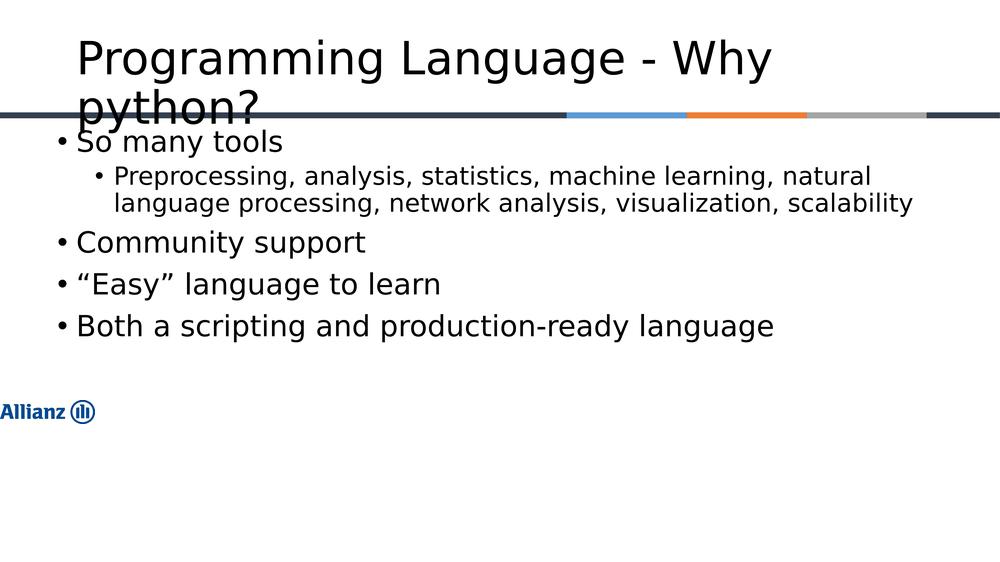 Programming Language - Why
python?
• So many tools
• Preprocessing, analysis, statistics, machine learning, natural
language processing, network analysis, visualization, scalability
• Community support
• “Easy” language to learn
• Both a scripting and production-ready language
Allianz